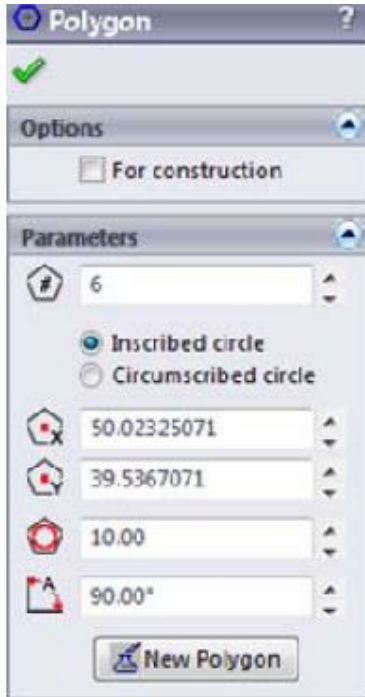 Polygon ?
Options
For construction
Parameters
# 6
Inscribed circle
Circumscribed circle
X 50.02325071
Y 39.5367071
10.00
A 90.00°
New Polygon